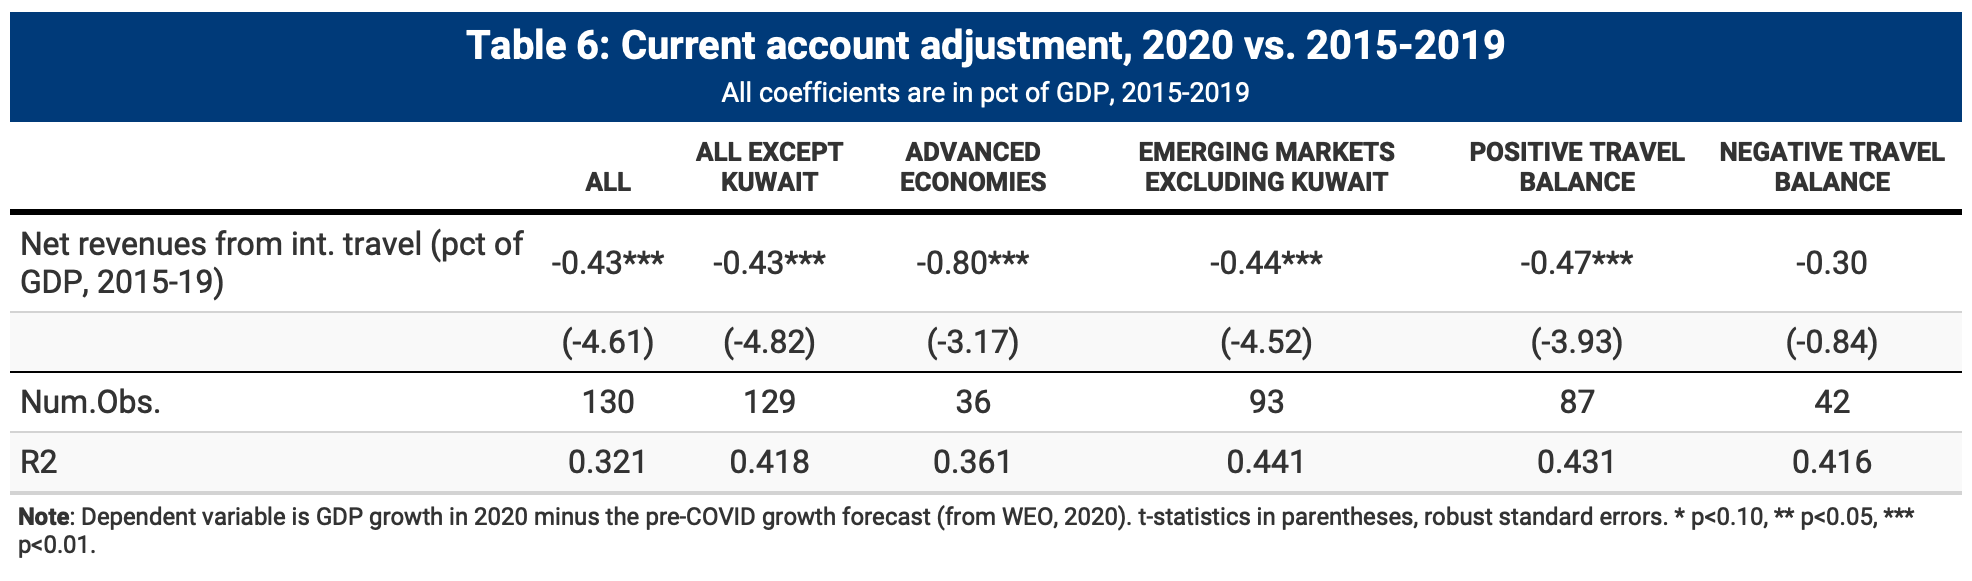 Table 6: Current account adjustment, 2020 vs. 2015-2019
All coefficients are in pct of GDP, 2015-2019
ALL
ALL EXCEPT KUWAIT
ADVANCED ECONOMIES
EMERGING MARKETS EXCLUDING KUWAIT
POSITIVE TRAVEL BALANCE
NEGATIVE TRAVEL BALANCE
Net revenues from int. travel (pct of
GDP, 2015-19)
-0.43*** -0.43*** -0.80*** -0.44*** -0.47*** -0.30
(-4.61) (-4.82) (-3.17) (-4.52) (-3.93) (-0.84)
Num.Obs. 130 129 36 93 87 42
R2 0.321 0.418 0.361 0.441 0.431 0.416
Note: Dependent variable is GDP growth in 2020 minus the pre-COVID growth forecast (from WEO, 2020). t-statistics in parentheses, robust standard errors. * p<0.10, ** p<0.05, ***
p<0.01.